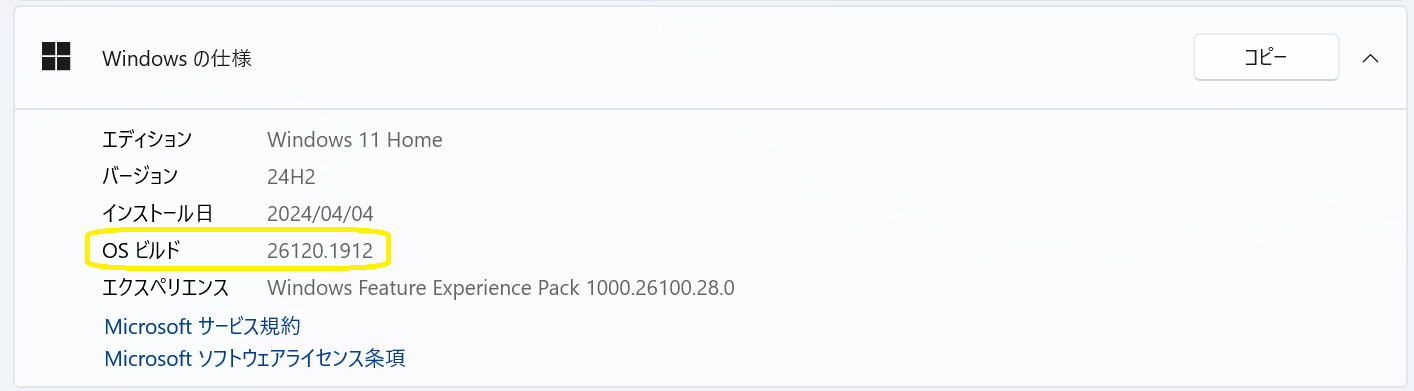 Windows の仕様
コピー
エディション Windows 11 Home
バージョン 24H2
インストール日 2024/04/04
OS ビルド 26120.1912
エクスペリエンス Windows Feature Experience Pack 1000.26100.28.0
Microsoft サービス規約
Microsoft ソフトウェアライセンス条項